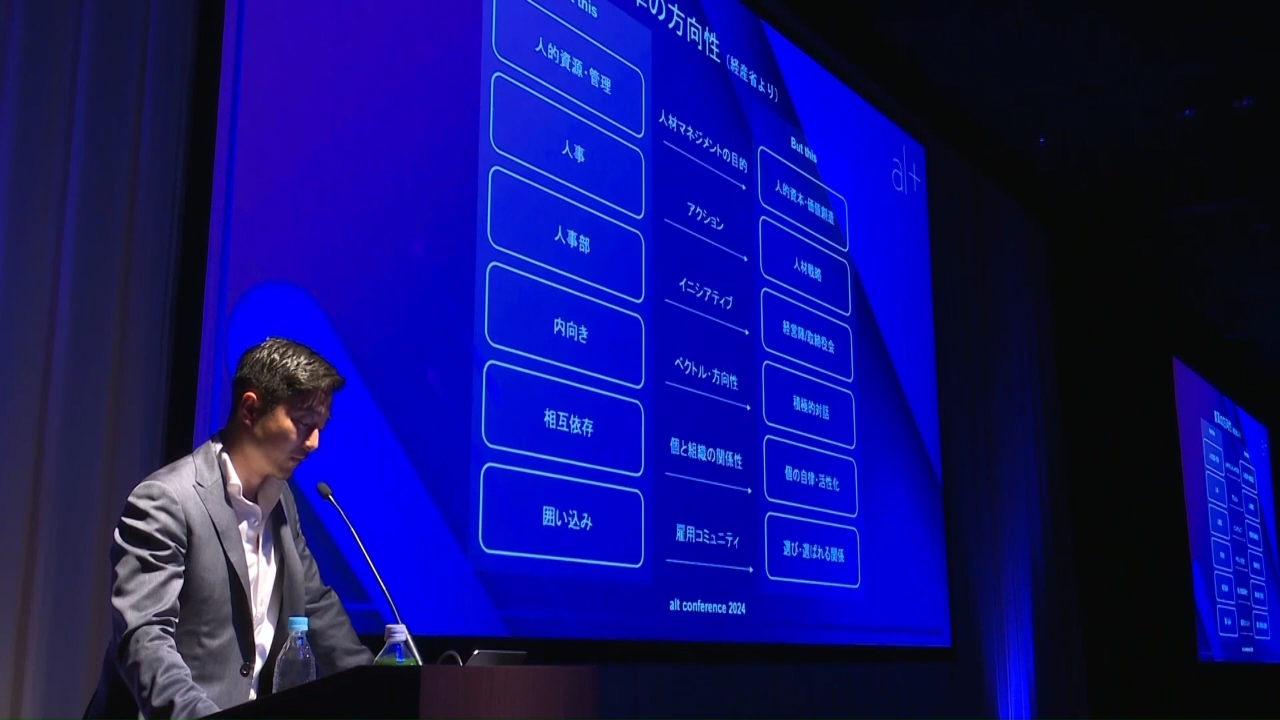 this
の方向性（経産省より）
But this
alt
人的資源・管理
人材マネジメントの目的
人的資本・価値創造
人事
アクション
人材戦略
人事部
イニシアティブ
経営陣/取締役会
内向き
ベクトル・方向性
積極的対話
相互依存
個と組織の関係性
個の自律・活性化
囲い込み
雇用コミュニティ
選び・選ばれる関係
alt conference 2024